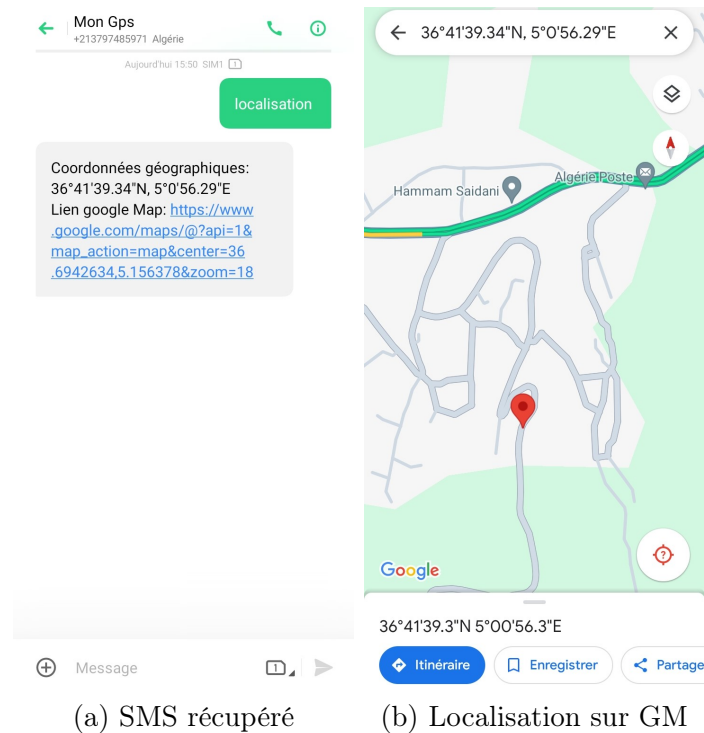 Mon Gps
+213797485971 Algérie
Aujourd'hui 15:50 SIM1 1
localisation
Coordonnées géographiques:
36°41'39.34"N, 5°0'56.29"E
Lien google Map: https://www
.google.com/maps/@?api=1&
map_action=map&center=36
.6942634,5.156378&zoom=18
Message
1
(a) SMS récupéré
36°41'39.34"N, 5°0'56.29"E
Algérie Poste
Hammam Saidani
Google
36°41'39.3"N 5°00'56.3"E
Itinéraire
Enregistrer
Partage
(b) Localisation sur GM